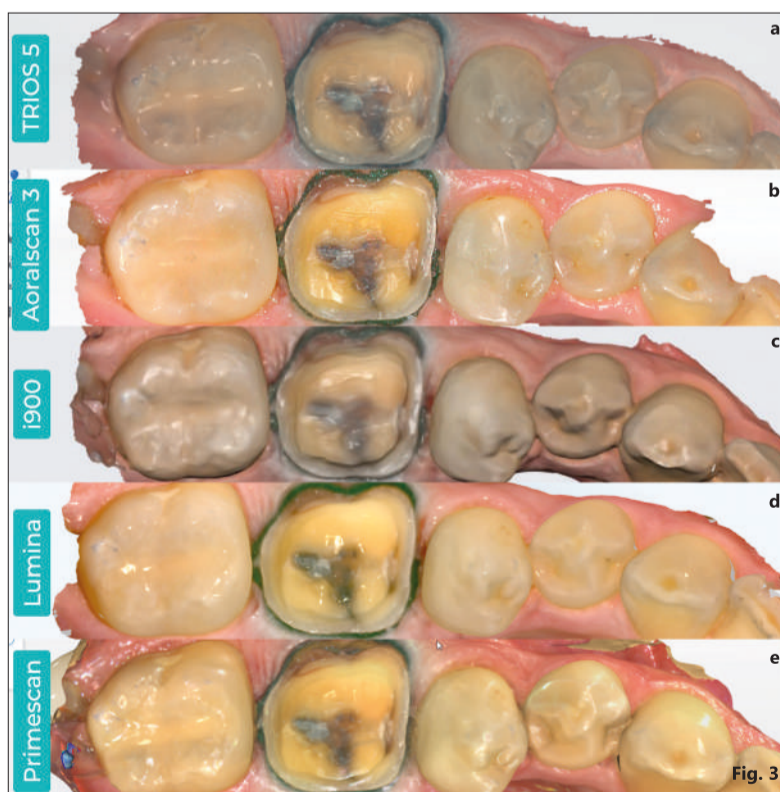 TRIOS 5
a
Aoralscan 3
b
i900
c
Lumina
d
Primescan
e
Fig. 3